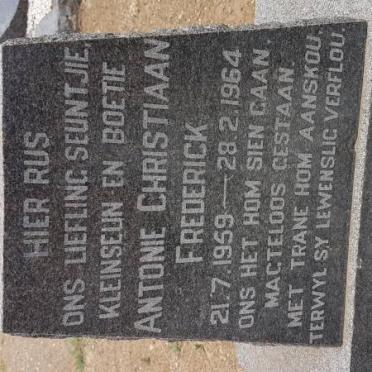 HIER RUS
ONS LIEFLING SEUNTJIE,
KLEINSEUN EN BOETIE
ANTONIE CHRISTIAAN
FREDERICK
21.7.1959 — 28.2.1964
ONS HET HOM SIEN GAAN,
MAGTELOOS GESTAAN.
MET TRANE HOM AANSKOU,
TERWYL SY LEWENSLIG VERFLOU.